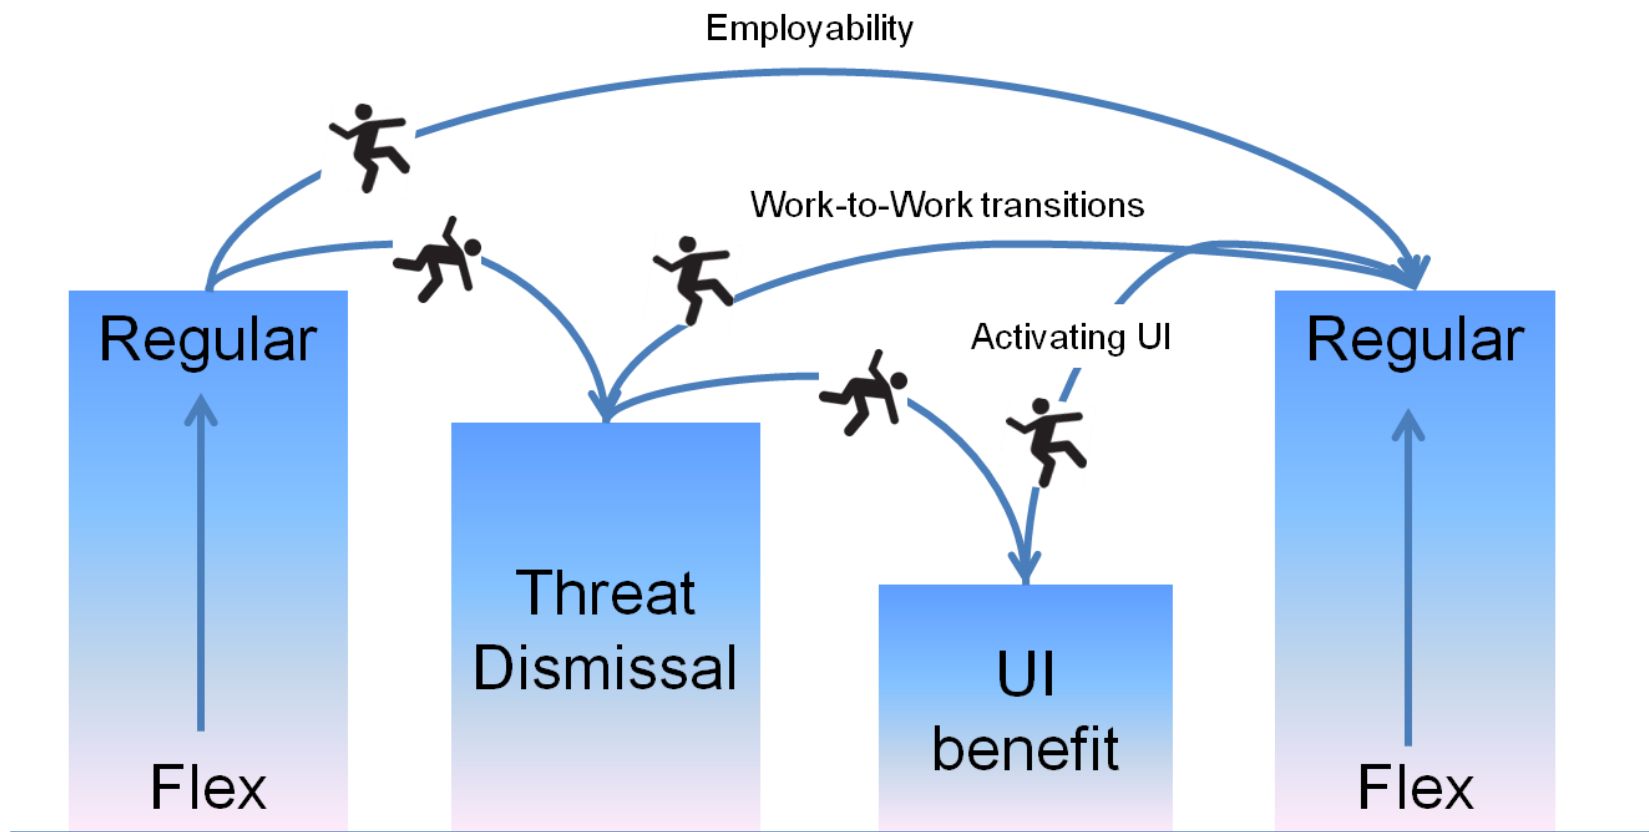 Employability
Work-to-Work transitions
Activating UI
Regular
Flex
Threat
Dismissal
UI
benefit
Regular
Flex